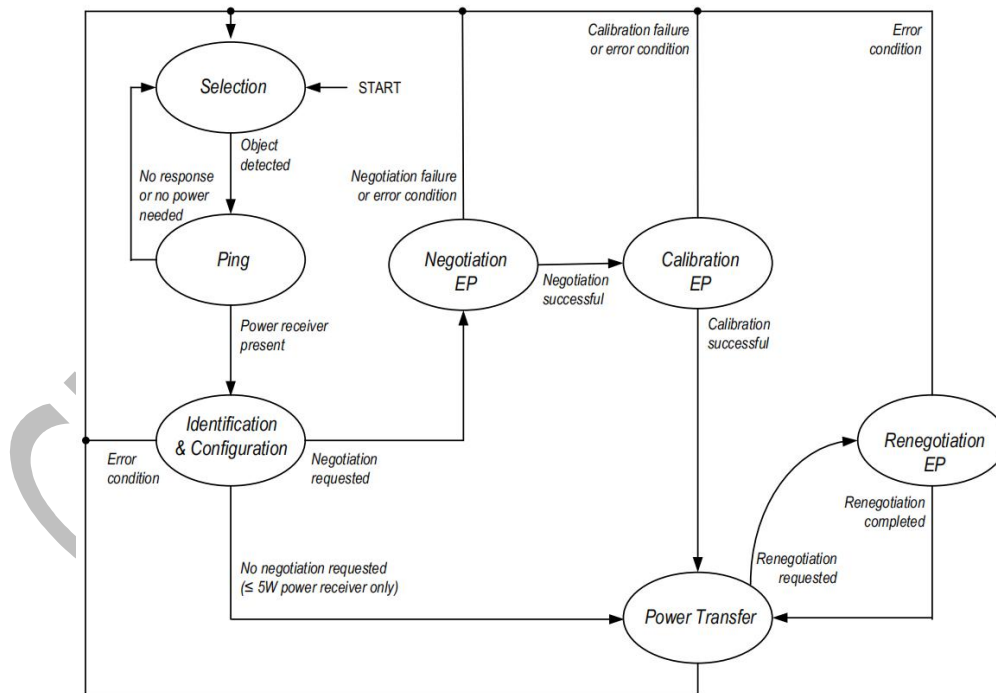 Calibration failure
or error condition
Error
condition
Selection
START
Object
detected
No response
or no power
needed
Negotiation failure
or error condition
Ping
Negotiation
EP
Negotiation
successful
Calibration
EP
Power receiver
present
Calibration
successful
Identification
& Configuration
Error
condition
Negotiation
requested
Renegotiation
EP
Renegotiation
completed
No negotiation requested
(≤ 5W power receiver only)
Renegotiation
requested
Power Transfer